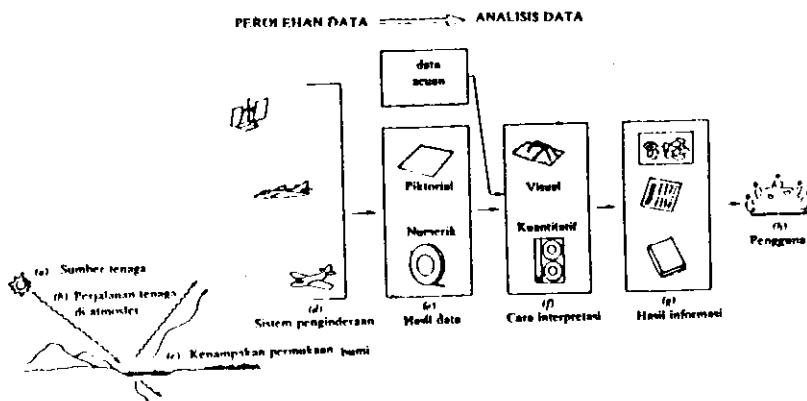 PEROLEHAN DATA
ANALISIS DATA
data
acuan
Piktorial
Numerik
Visual
Kuantitatif
(a) Sumber tenaga
(b) Perjalanan tenaga
di atmosfer
(c) Kenampakan permukaan bumi
(d)
Sistem penginderaan
(e)
Hasil data
(f)
Cara interpretasi
(g)
Hasil informasi
(h)
Pengguna